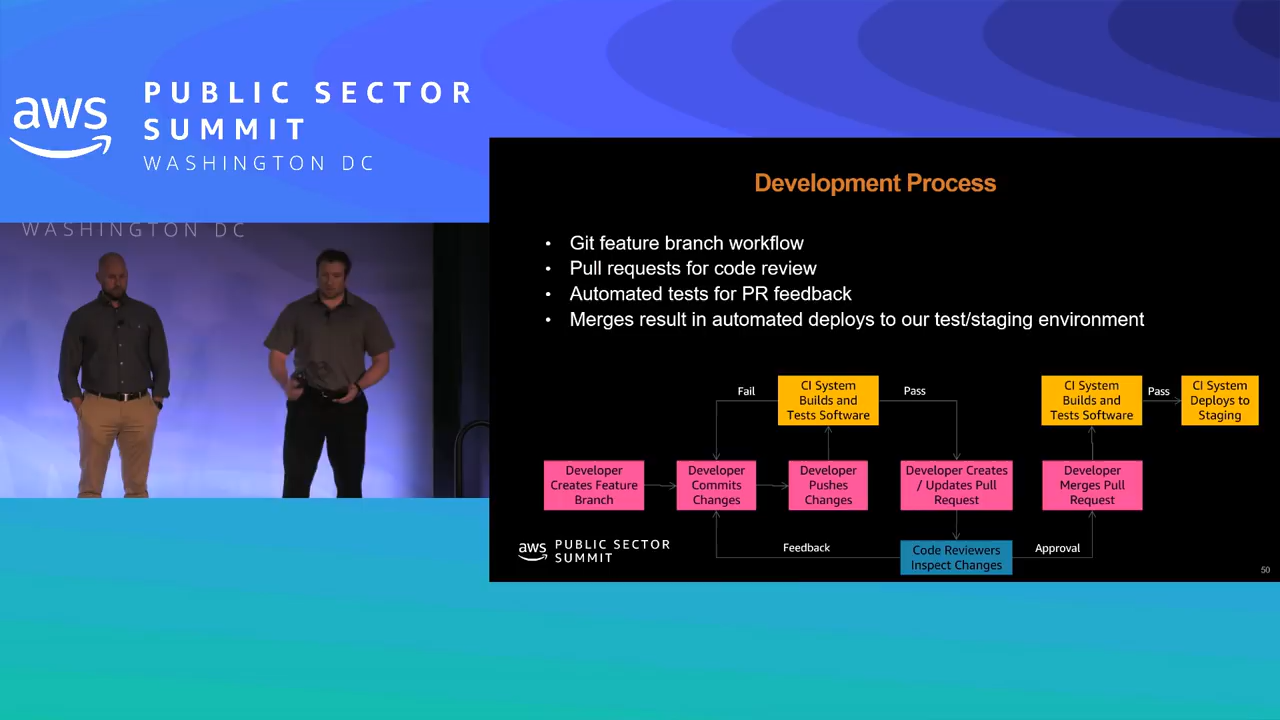 aws
PUBLIC SECTOR
SUMMIT
WASHINGTON DC
WASHINGTON DC
Development Process
• Git feature branch workflow
• Pull requests for code review
• Automated tests for PR feedback
• Merges result in automated deploys to our test/staging environment
Fail
CI System
Builds and
Tests Software
Pass
CI System
Builds and
Tests Software
Pass
CI System
Deploys to
Staging
Developer
Creates Feature
Branch
Developer
Commits
Changes
Developer
Pushes
Changes
Developer Creates
/ Updates Pull
Request
Developer
Merges Pull
Request
Feedback
Code Reviewers
Inspect Changes
Approval
aws
PUBLIC SECTOR
SUMMIT
50